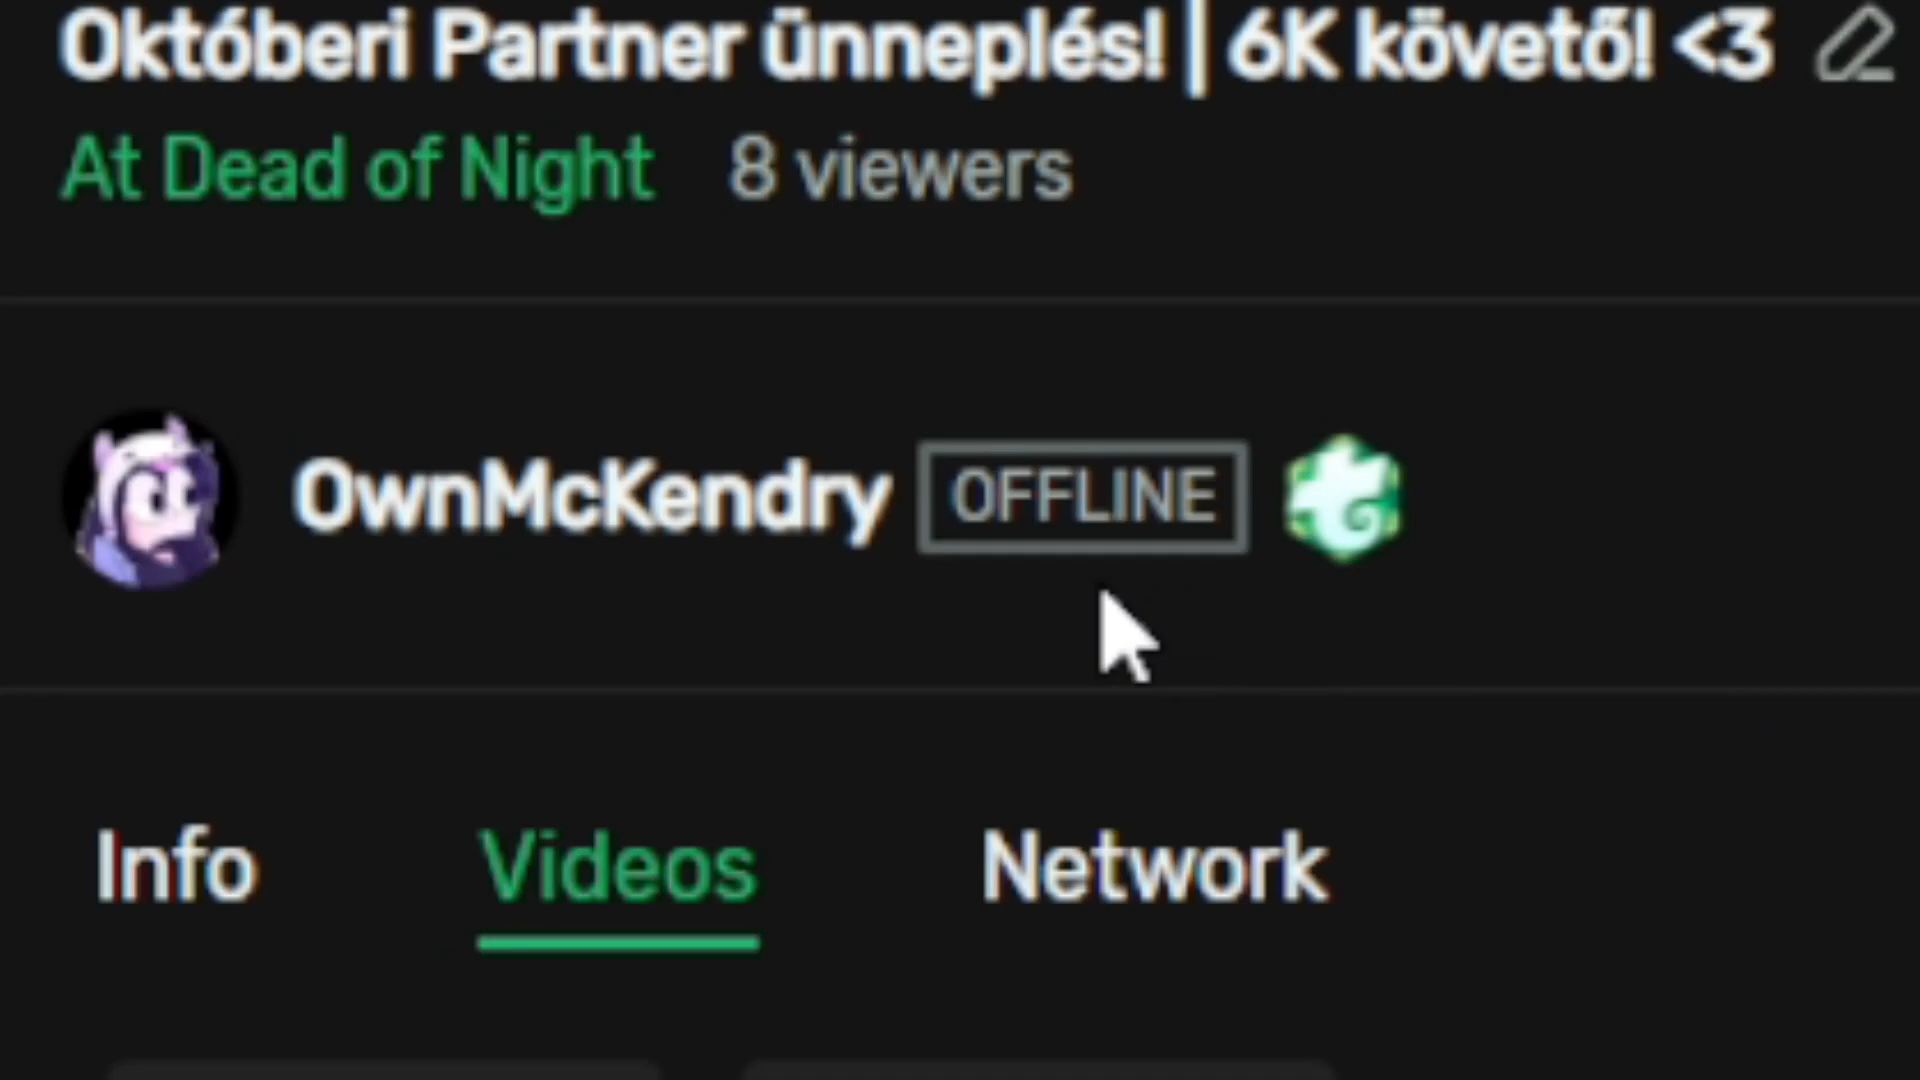 Októberi Partner ünneplés! | 6K követő! <3
At Dead of Night 8 viewers
OwnMcKendry OFFLINE
Info Videos Network